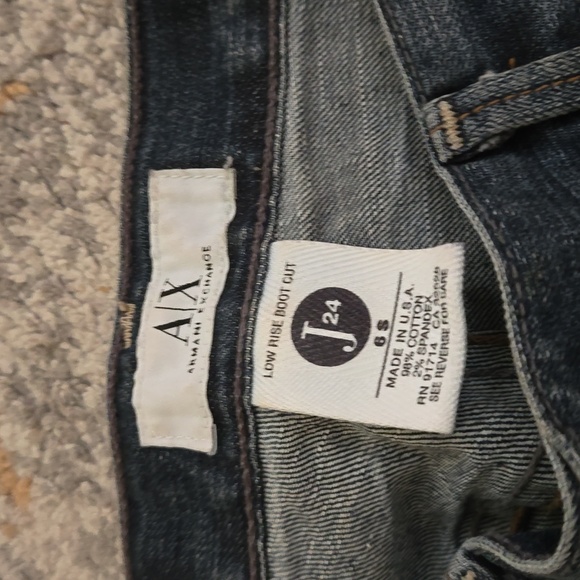 A|X
ARMANI EXCHANGE
LOW RISE BOOT CUT
J24
6 S
MADE IN U.S.A.
98% COTTON
2% SPANDEX
RN 91714 CA
SEE REVERSE FOR CARE